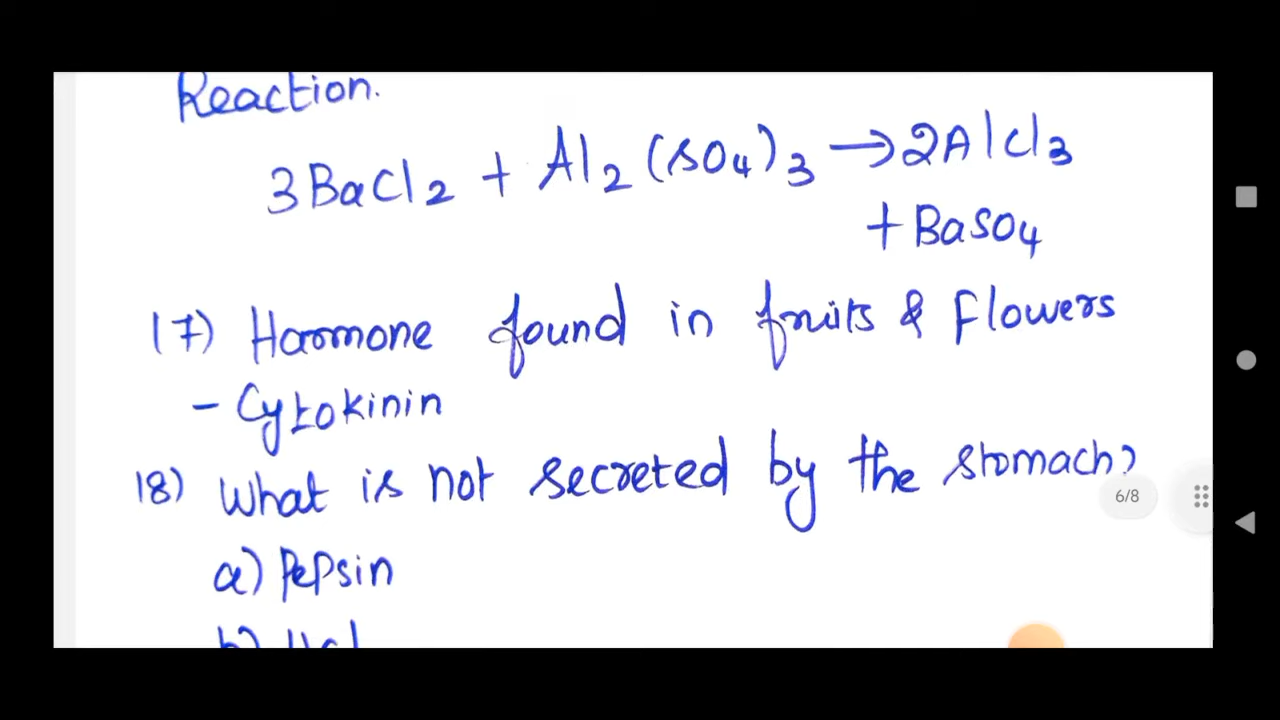 Reaction.
3BaCl₂ + Al₂(SO₄)₃ → 2AlCl₃
+ BaSO₄
17) Harmone found in fruits & Flowers
- Cytokinin
18) What is not secreted by the stomach?
6/8
a) Pepsin
b) Hcl